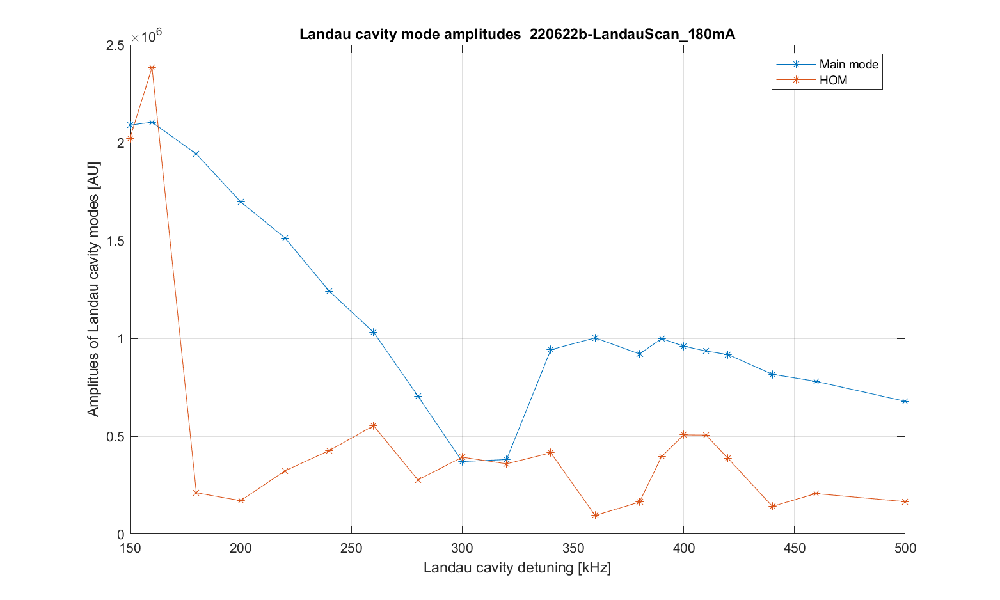 Landau cavity mode amplitudes 220622b-LandauScan_180mA
×10^6
2.5
2
1.5
1
0.5
0
Amplitues of Landau cavity modes [AU]
Main mode
HOM
150 200 250 300 350 400 450 500
Landau cavity detuning [kHz]